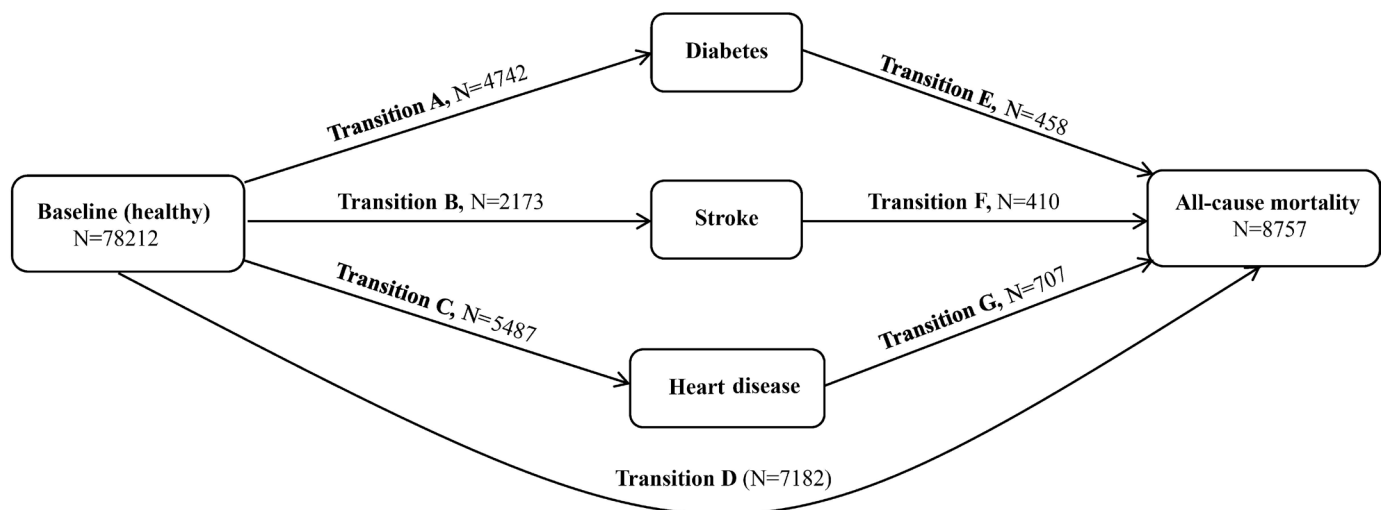 Diabetes
Transition A, N=4742
Transition E, N=458
Baseline (healthy)
N=78212
Transition B, N=2173
Stroke
Transition F, N=410
All-cause mortality
N=8757
Transition C, N=5487
Transition G, N=707
Heart disease
Transition D (N=7182)